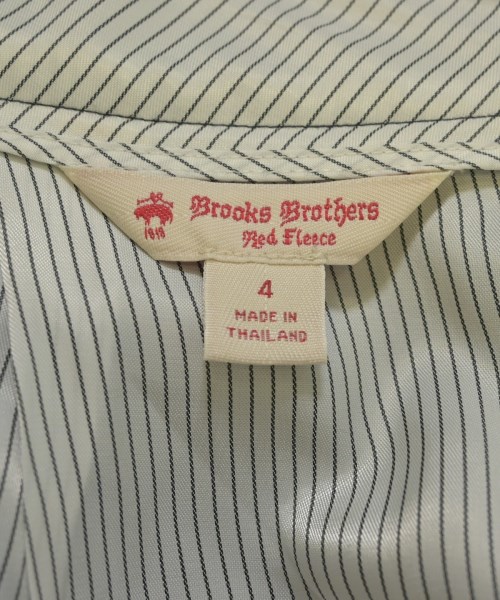 Brooks Brothers
1818
Red Fleece
4
MADE IN
THAILAND